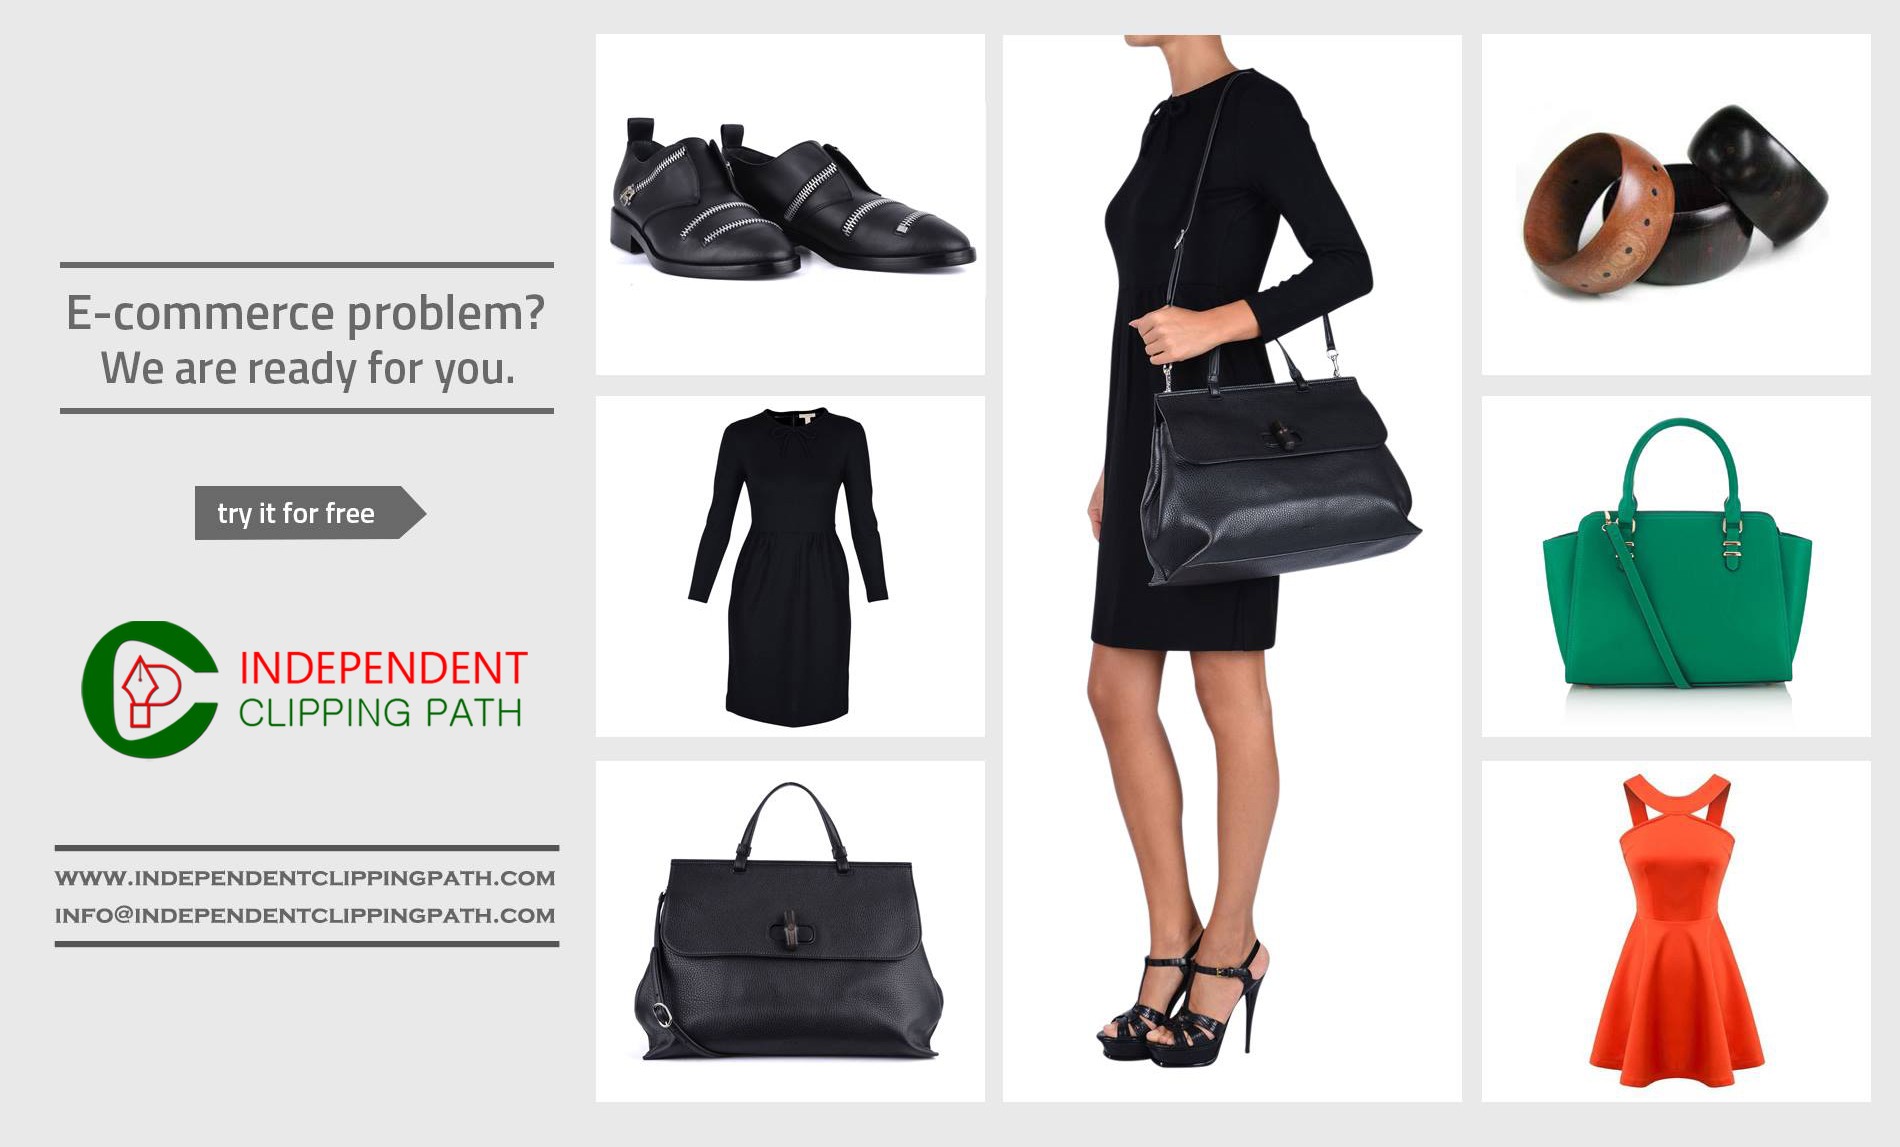 E-commerce problem?
We are ready for you.
try it for free
INDEPENDENT
CLIPPING PATH
WWW.INDEPENDENTCLIPPINGPATH.COM
INFO@INDEPENDENTCLIPPINGPATH.COM